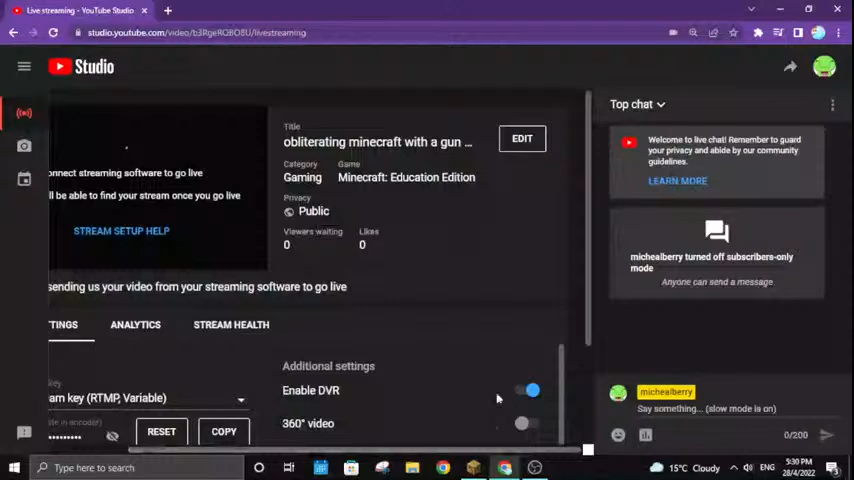 Live streaming - YouTube Studio
studio.youtube.com/video/b3RgeRQBO8U/livestreaming
Studio
onnect streaming software to go live
ll be able to find your stream once you go live
STREAM SETUP HELP
Title
obliterating minecraft with a gun ...
EDIT
Category Game
Gaming Minecraft: Education Edition
Privacy
Public
Viewers waiting Likes
0 0
sending us your video from your streaming software to go live
TINGS ANALYTICS STREAM HEALTH
key
am key (RTMP, Variable)
te in encoder)
RESET COPY
Additional settings
Enable DVR
360° video
Top chat
Welcome to live chat! Remember to guard
your privacy and abide by our community
guidelines.
LEARN MORE
michealberry turned off subscribers-only
mode
Anyone can send a message
michealberry
Say something... (slow mode is on)
0/200
Type here to search
15°C Cloudy
ENG
5:30 PM
28/4/2022
3